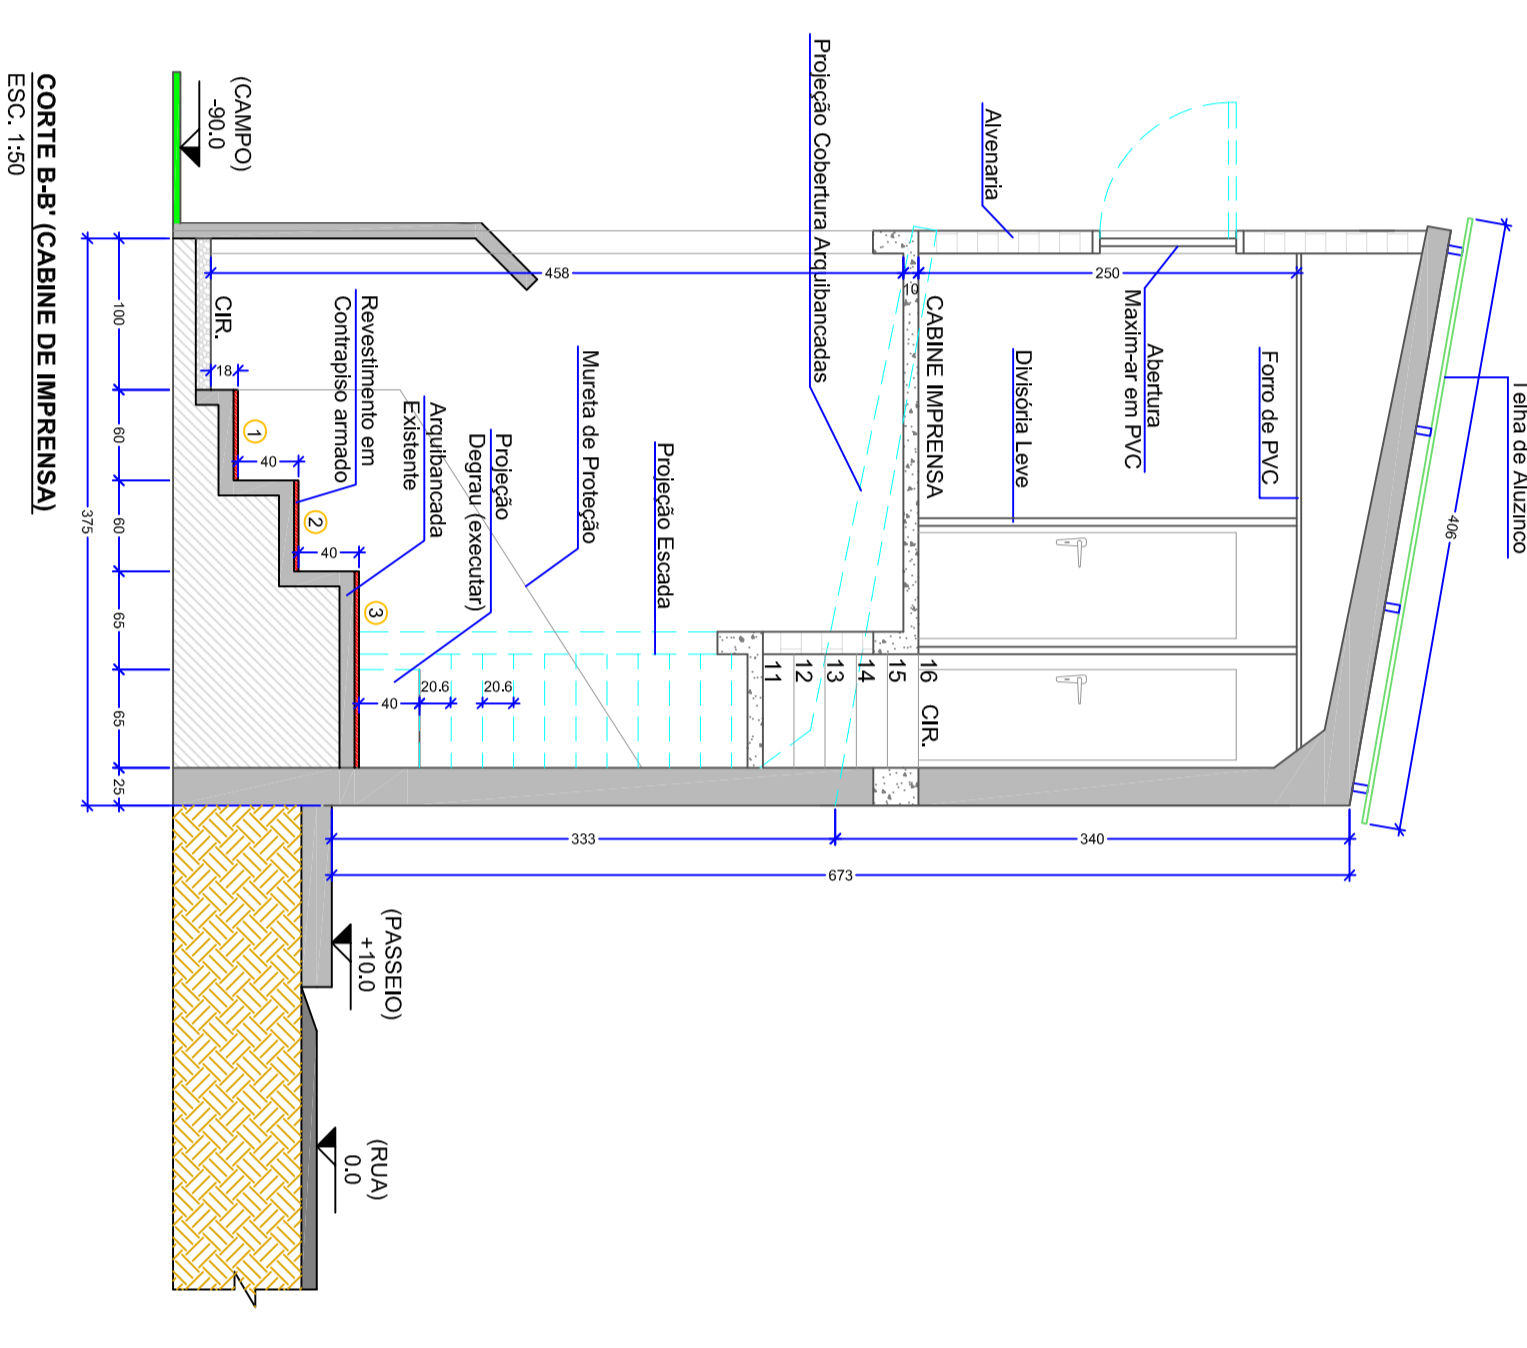 Telha de Aluzinco
406
Forro de PVC
Abertura
Maxim-ar em PVC
250
Alvenaria
Divisória Leve
CABINE IMPRENSA
10
16
CIR.
15
14
13
12
11
340
673
333
Projeção Cobertura Arquibancadas
458
Projeção Escada
Mureta de Proteção
Projeção
Degrau (executar)
20.6
20.6
40
Arquibancada
Existente
Revestimento em
Contrapiso armado
3
40
2
40
1
18
CIR.
(CAMPO)
-90.0
(PASSEIO)
+10.0
(RUA)
0.0
100
60
60
65
65
25
375
CORTE B-B' (CABINE DE IMPRENSA)
ESC. 1:50